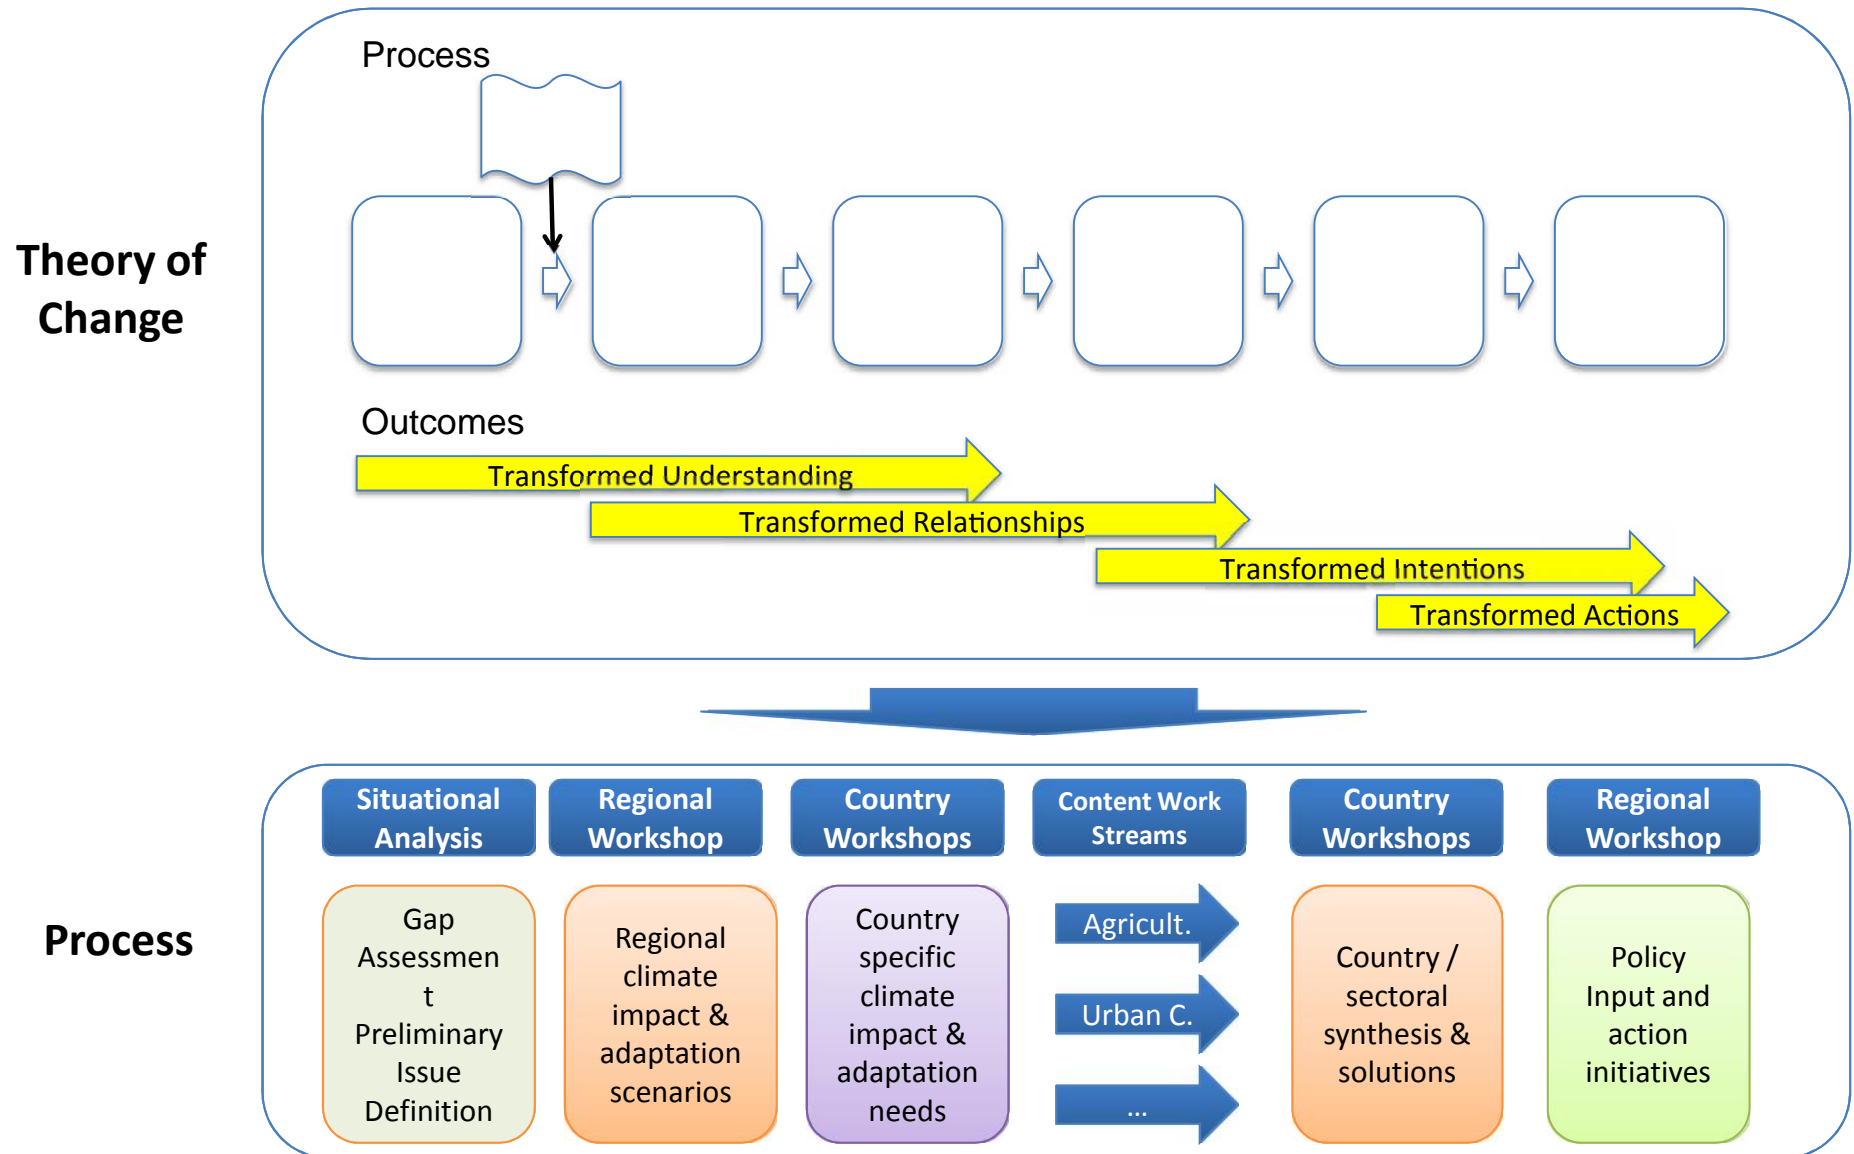 Process
Theory of
Change
Outcomes
Transformed Understanding
Transformed Relationships
Transformed Intentions
Transformed Actions
Process
Situational
Analysis
Regional
Workshop
Country
Workshops
Content Work
Streams
Country
Workshops
Regional
Workshop
Gap
Assessmen
t
Preliminary
Issue
Definition
Regional
climate
impact &
adaptation
scenarios
Country
specific
climate
impact &
adaptation
needs
Agricult.
Urban C.
...
Country /
sectoral
synthesis &
solutions
Policy
Input and
action
initiatives